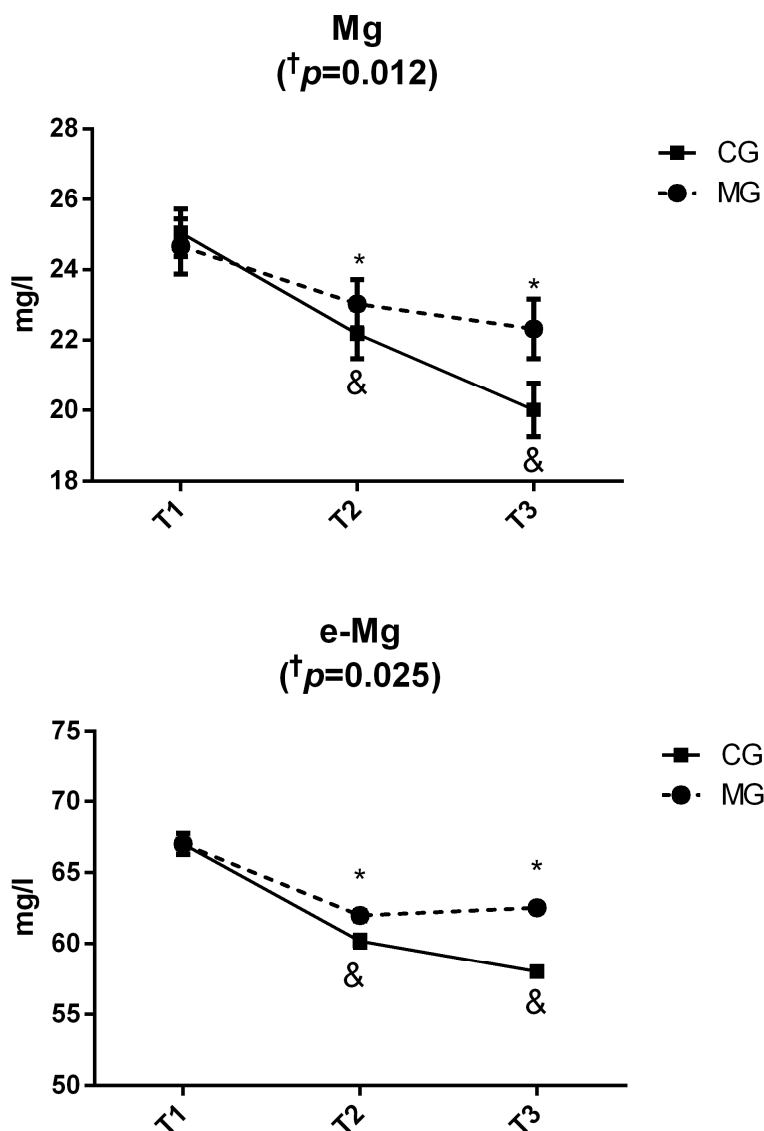 Mg
(†p=0.012)
28
26
24
22
20
18
mg/l
CG
MG
*
*
&
&
T1
T2
T3
e-Mg
(†p=0.025)
75
70
65
60
55
50
mg/l
CG
MG
*
*
&
&
T1
T2
T3